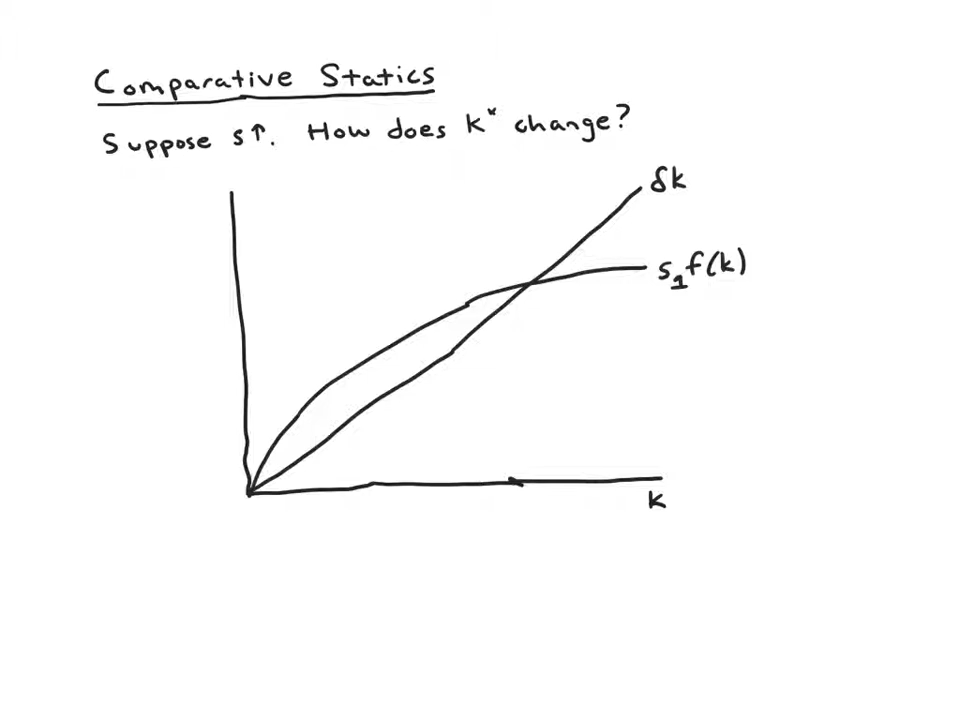 Comparative Statics
Suppose s↑. How does k* change?
δk
s₁f(k)
k